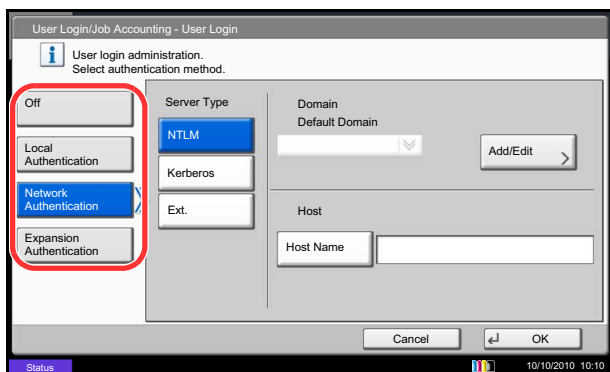 User Login/Job Accounting - User Login
User login administration.
Select authentication method.
Off
Local
Authentication
Network
Authentication
Expansion
Authentication
Server Type
NTLM
Kerberos
Ext.
Domain
Default Domain
Add/Edit
Host
Host Name
Cancel
OK
Status
10/10/2010 10:10